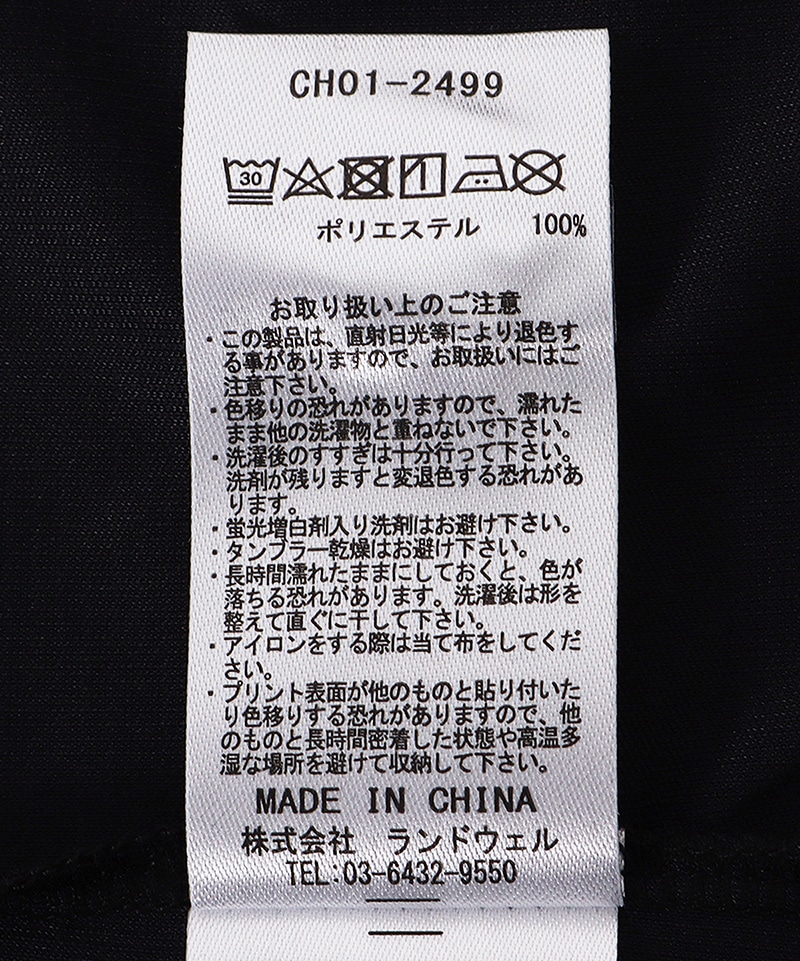 CH01-2499
30
ポリエステル 100%
お取り扱い上のご注意
・この製品は、直射日光等により退色す
る事がありますので、お取扱いにはご
注意下さい。
・色移りの恐れがありますので、濡れた
まま他の洗濯物と重ねないで下さい。
・洗濯後のすすぎは十分行って下さい。
洗剤が残りますと変退色する恐れがあ
ります。
・蛍光増白剤入り洗剤はお避け下さい。
・タンブラー乾燥はお避け下さい。
・長時間濡れたままにしておくと、色が
落ちる恐れがあります。洗濯後は形を
整えて直ぐに干して下さい。
・アイロンをする際は当て布をしてくだ
さい。
・プリント表面が他のものと貼り付いた
り色移りする恐れがありますので、他
のものと長時間密着した状態や高温多
湿な場所を避けて収納して下さい。
MADE IN CHINA
株式会社 ランドウェル
TEL:03-6432-9550